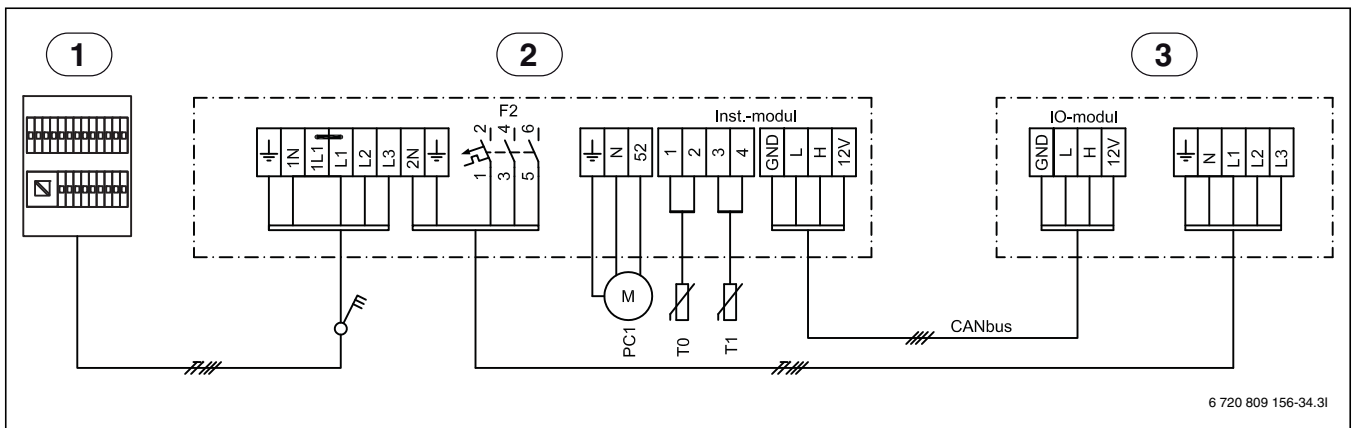 1
2
3
F2
Inst.-modul
IO-modul
2 4 6
1 3 5
1N 1L1 L1 L2 L3 2N
N 52
1 2 3 4
GND L H 12V
GND L H 12V
N L1 L2 L3
M
PC1
T0
T1
CANbus
6 720 809 156-34.3I